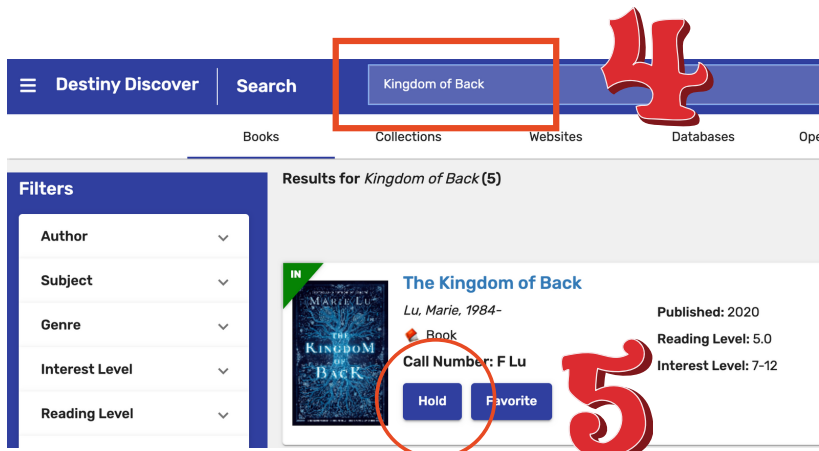 4
Destiny Discover
Search
Kingdom of Back
Books
Collections
Websites
Databases
Ope
Filters
Results for Kingdom of Back (5)
Author
Subject
Genre
Interest Level
Reading Level
IN
MARIE LU
THE
KINGDOM
OF
BACK
The Kingdom of Back
Lu, Marie, 1984-
Book
Call Number: F Lu
Hold
Favorite
Published: 2020
Reading Level: 5.0
Interest Level: 7-12
5